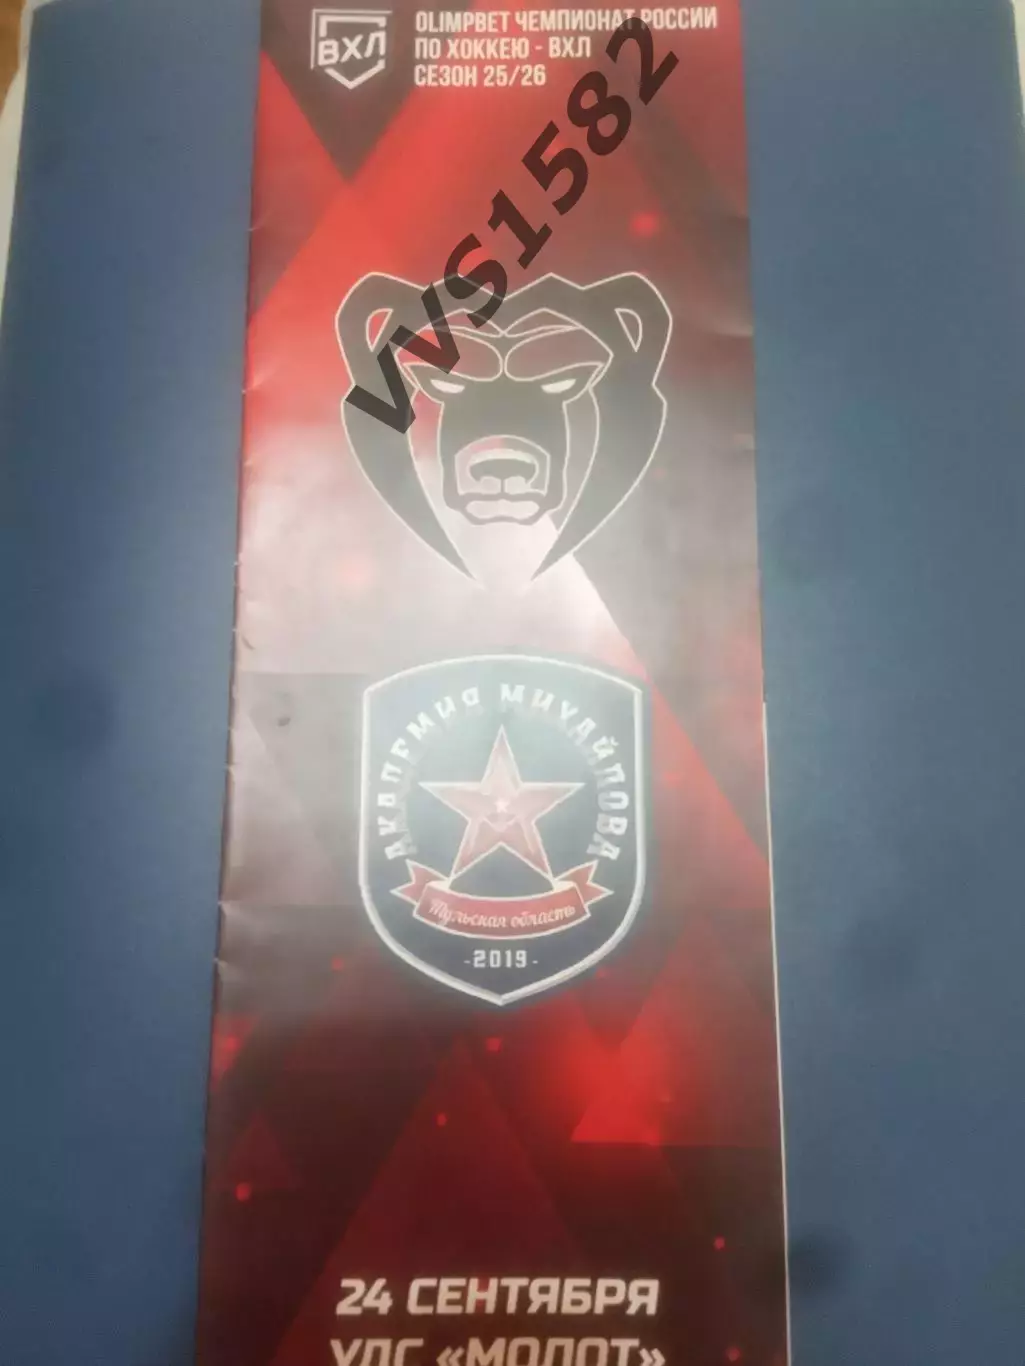 ВХЛ
OLIMPBET ЧЕМПИОНАТ РОССИИ
ПО ХОККЕЮ - ВХЛ
СЕЗОН 25/26
vvs1582
АКАДЕМИЯ МИХАЙЛОВА
Тульская область
-2019-
24 СЕНТЯБРЯ
УДС «МОЛОТ»